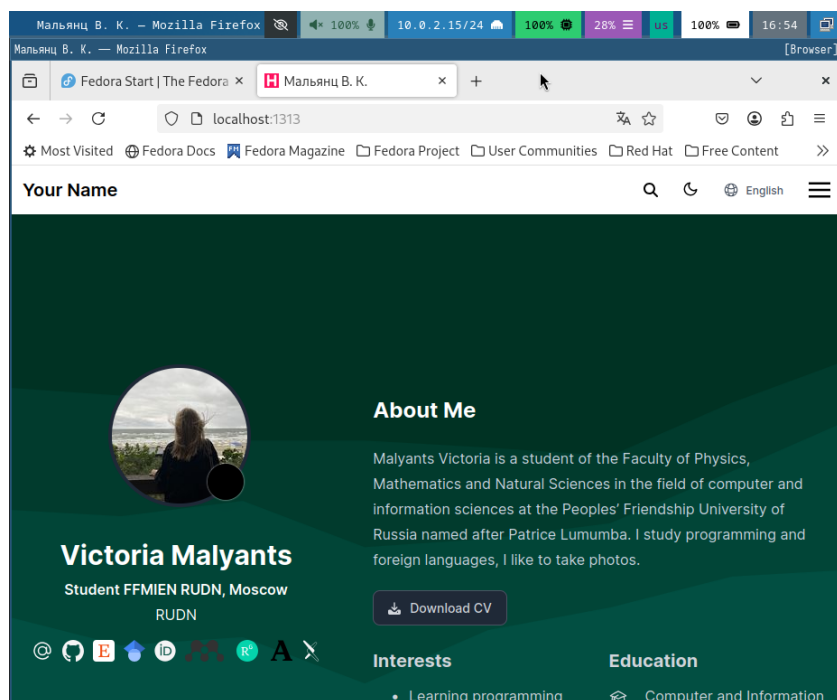 Мальянц В. К. — Mozilla Firefox 100% 10.0.2.15/24 100% 28% us 100% 16:54
Мальянц В. К. — Mozilla Firefox [Browser]
Fedora Start | The Fedora Мальянц В. К.
localhost:1313
Most Visited Fedora Docs Fedora Magazine Fedora Project User Communities Red Hat Free Content
Your Name English
About Me
Malyants Victoria is a student of the Faculty of Physics,
Mathematics and Natural Sciences in the field of computer and
information sciences at the Peoples’ Friendship University of
Russia named after Patrice Lumumba. I study programming and
foreign languages, I like to take photos.
Download CV
Victoria Malyants
Student FFMIEN RUDN, Moscow
RUDN
Interests
Learning programming
Education
Computer and Information